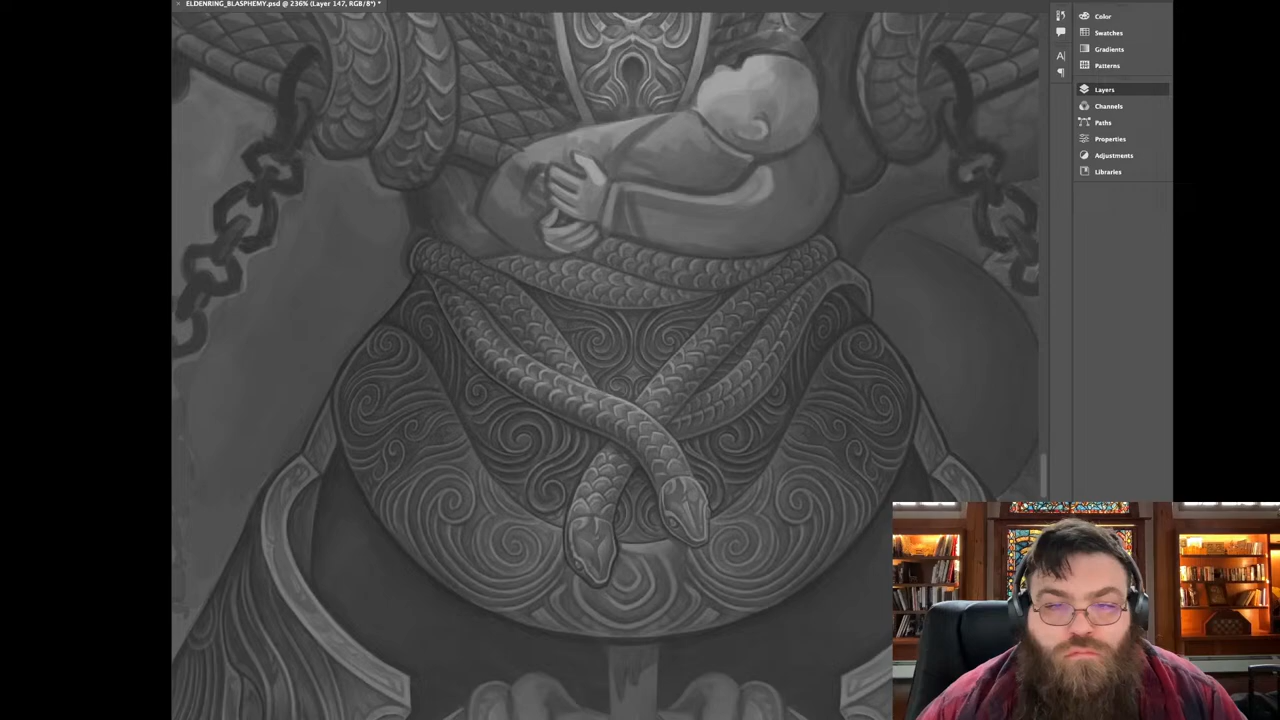 × ELDENRING_BLASPHEMY.psd @ 236% (Layer 147, RGB/8*) *
Color
Swatches
Gradients
Patterns
Layers
Channels
Paths
Properties
Adjustments
Libraries